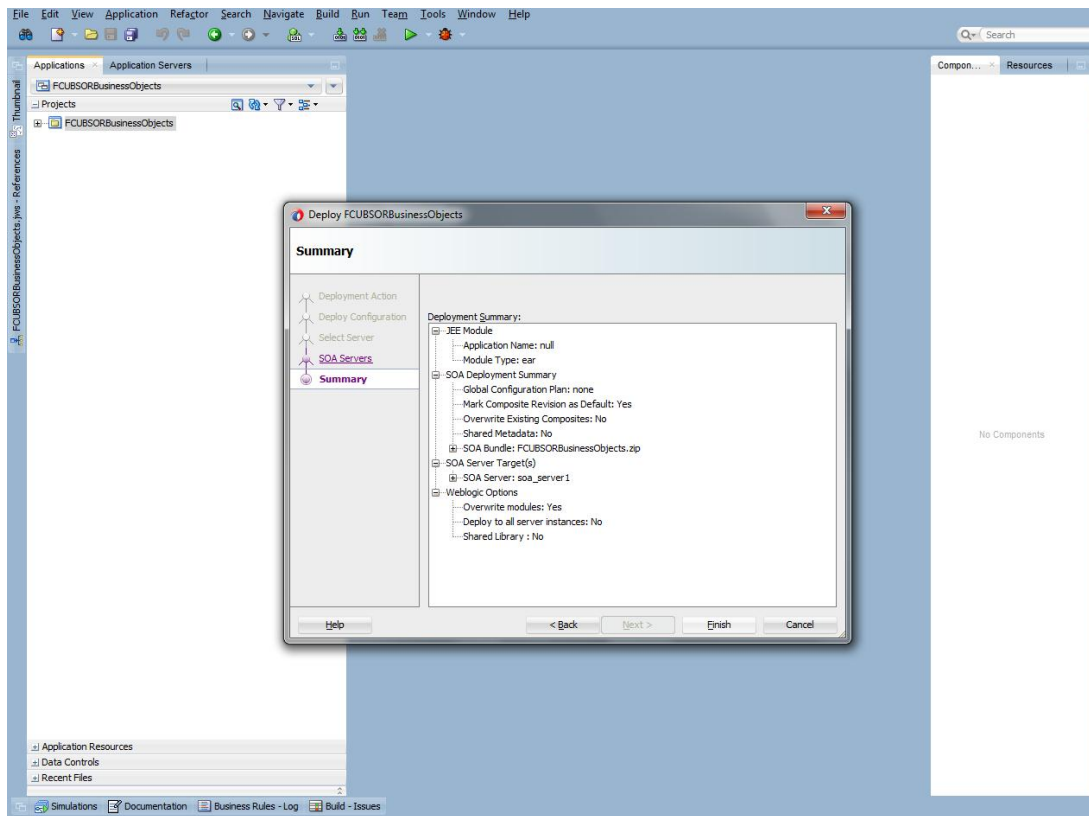 File Edit View Application Refactor Search Navigate Build Run Team Tools Window Help
Search
Applications Application Servers
Compon... Resources
FCUBSORBusinessObjects
Projects
FCUBSORBusinessObjects
Thumbnail
FCUBSORBusinessObjects.jws - References
No Components
Deploy FCUBSORBusinessObjects
Summary
Deployment Action
Deploy Configuration
Select Server
SOA Servers
Summary
Deployment Summary:
JEE Module
Application Name: null
Module Type: ear
SOA Deployment Summary
Global Configuration Plan: none
Mark Composite Revision as Default: Yes
Overwrite Existing Composites: No
Shared Metadata: No
SOA Bundle: FCUBSORBusinessObjects.zip
SOA Server Target(s)
SOA Server: soa_server1
Weblogic Options
Overwrite modules: Yes
Deploy to all server instances: No
Shared Library : No
Help < Back Next > Finish Cancel
Application Resources
Data Controls
Recent Files
Simulations Documentation Business Rules - Log Build - Issues